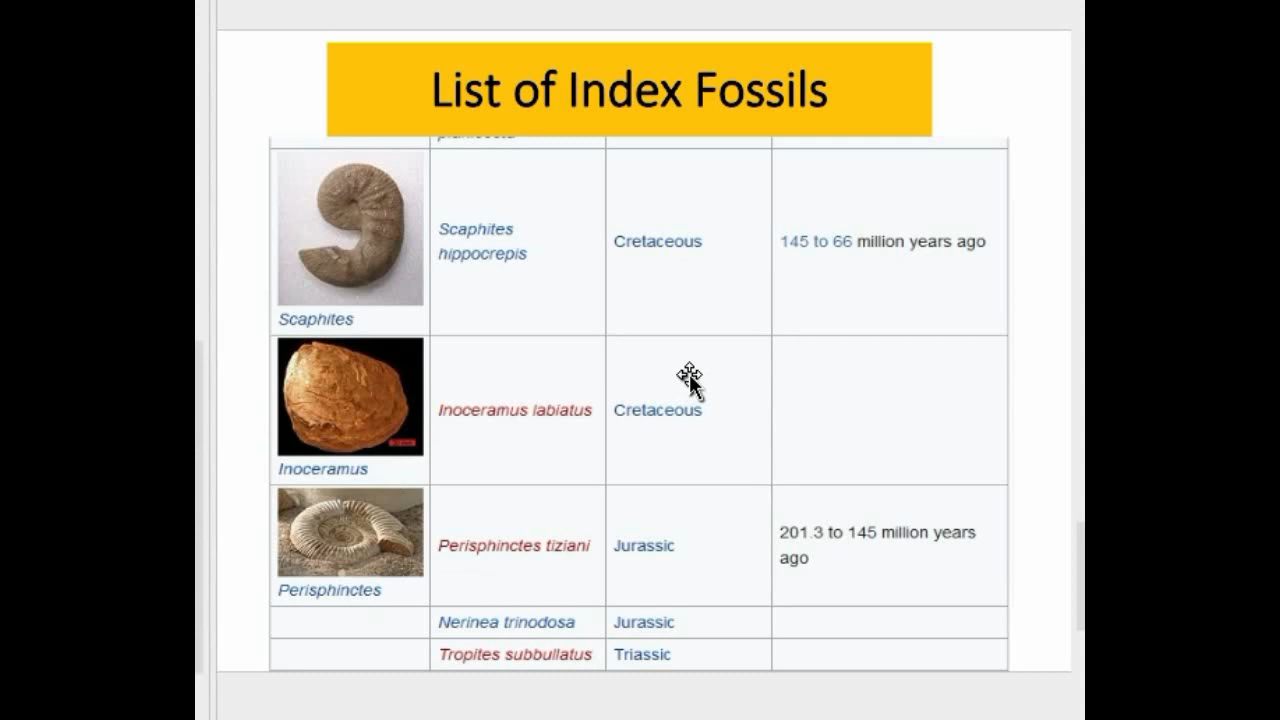 List of Index Fossils
Scaphites
hippocrepis
Cretaceous
145 to 66 million years ago
Scaphites
Inoceramus labiatus
Cretaceous
Inoceramus
Perisphinctes tiziani
Jurassic
201.3 to 145 million years
ago
Perisphinctes
Nerinea trinodosa
Jurassic
Tropites subbullatus
Triassic